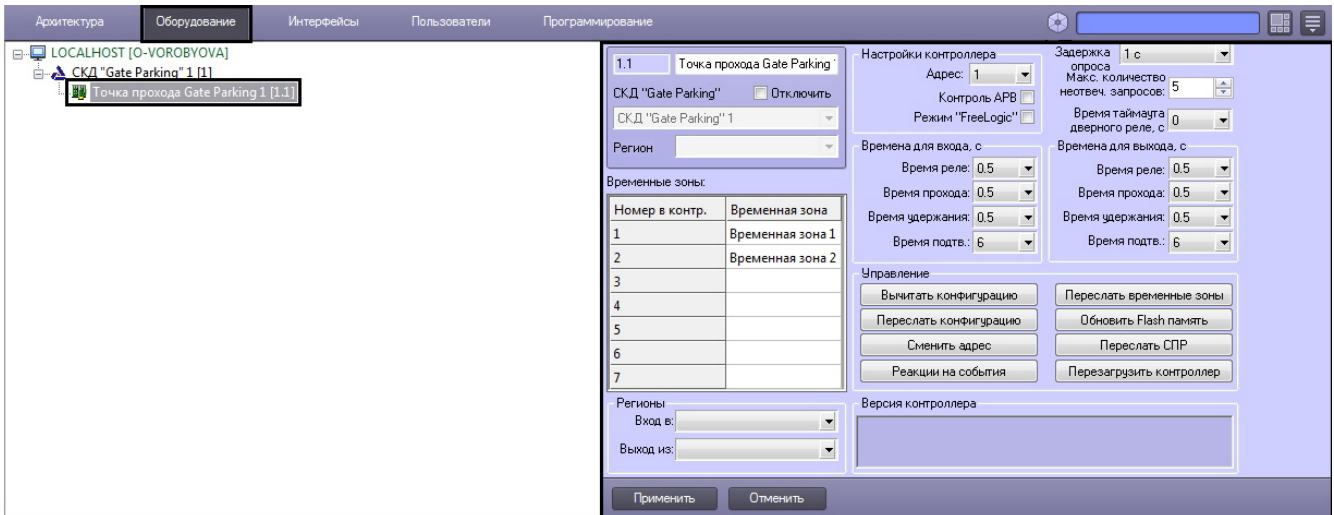 Архитектура Оборудование Интерфейсы Пользователи Программирование
LOCALHOST [O-VOROBYOVA]
СКД "Gate Parking" 1 [1]
Точка прохода Gate Parking 1 [1.1]
1.1 Точка прохода Gate Parking
СКД "Gate Parking" Отключить
СКД "Gate Parking" 1
Регион
Временные зоны:
Номер в контр. Временная зона
1 Временная зона 1
2 Временная зона 2
3
4
5
6
7
Регионы
Вход в:
Выход из:
Настройки контроллера
Адрес: 1
Контроль APB
Режим "FreeLogic"
Задержка опроса 1 с
Макс. количество неотвеч. запросов: 5
Время таймаута дверного реле, с 0
Времена для входа, с
Время реле: 0.5
Время прохода: 0.5
Время удержания: 0.5
Время подтв.: 6
Времена для выхода, с
Время реле: 0.5
Время прохода: 0.5
Время удержания: 0.5
Время подтв.: 6
Управление
Вычитать конфигурацию Переслать временные зоны
Переслать конфигурацию Обновить Flash память
Сменить адрес Переслать СПР
Реакции на события Перезагрузить контроллер
Версия контроллера
Применить Отменить